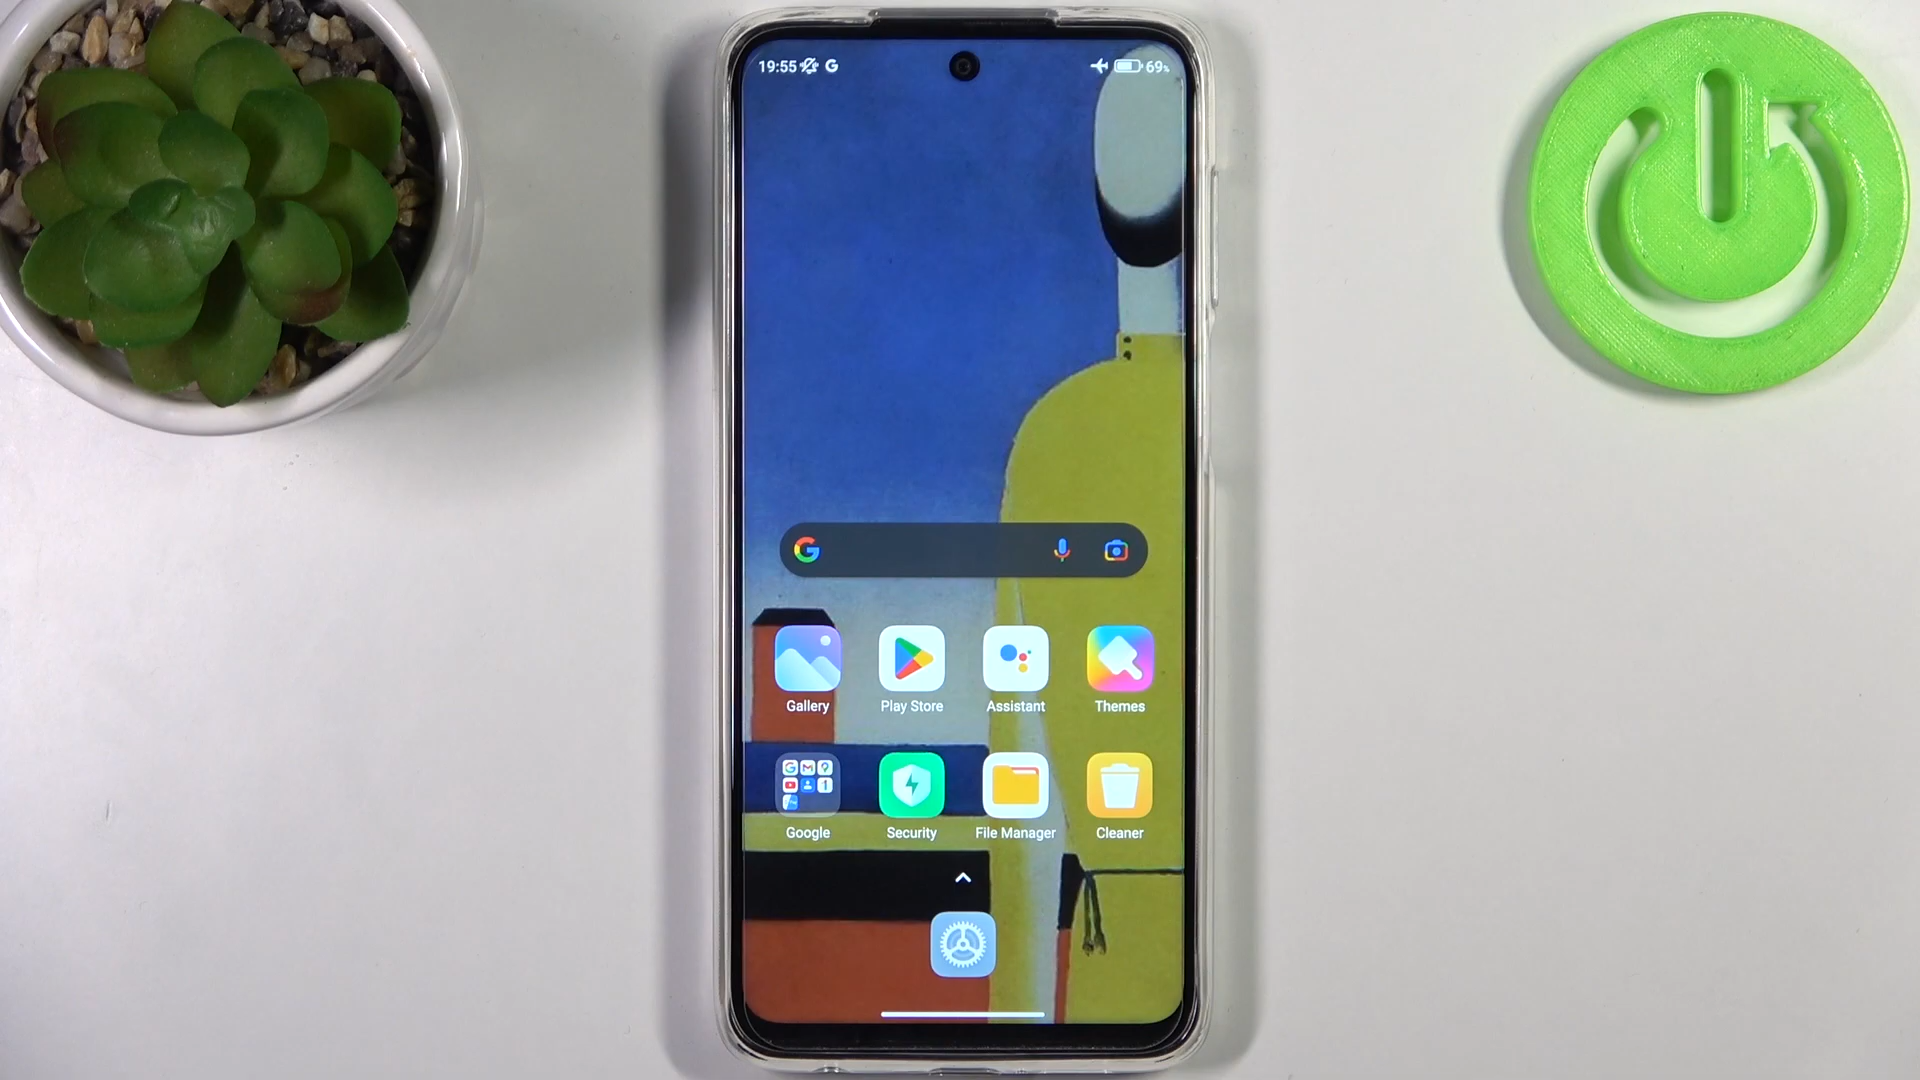 19:55 G 69%
Gallery Play Store Assistant Themes
Google Security File Manager Cleaner